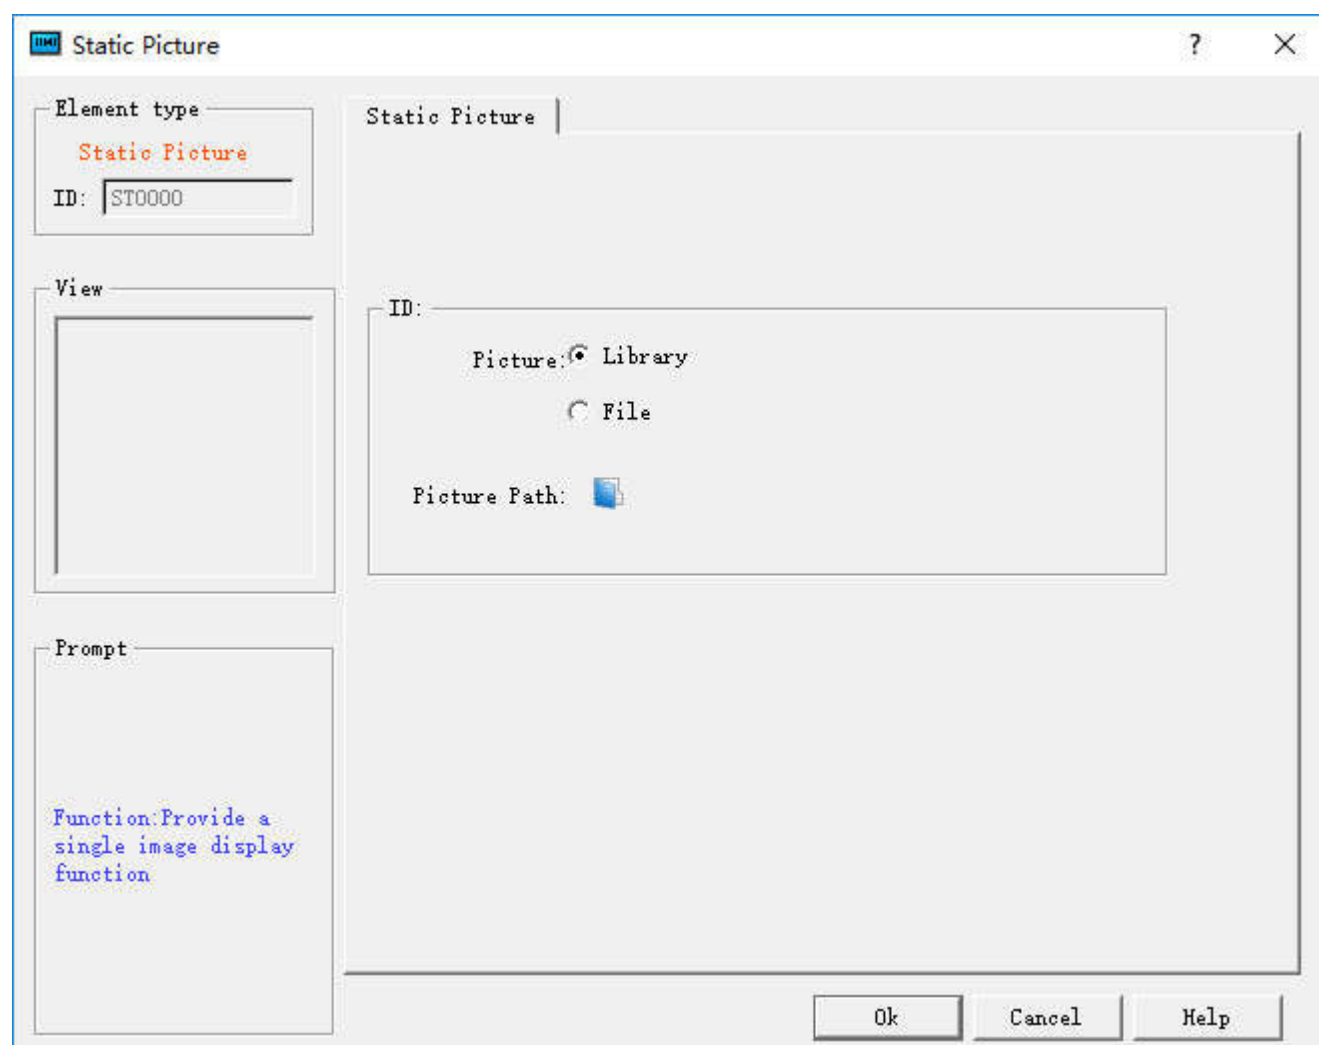 Static Picture
?
Element type
Static Picture
ID: ST0000
View
Prompt
Function:Provide a
single image display
function
Static Picture
ID:
Picture: Library
File
Picture Path:
Ok Cancel Help